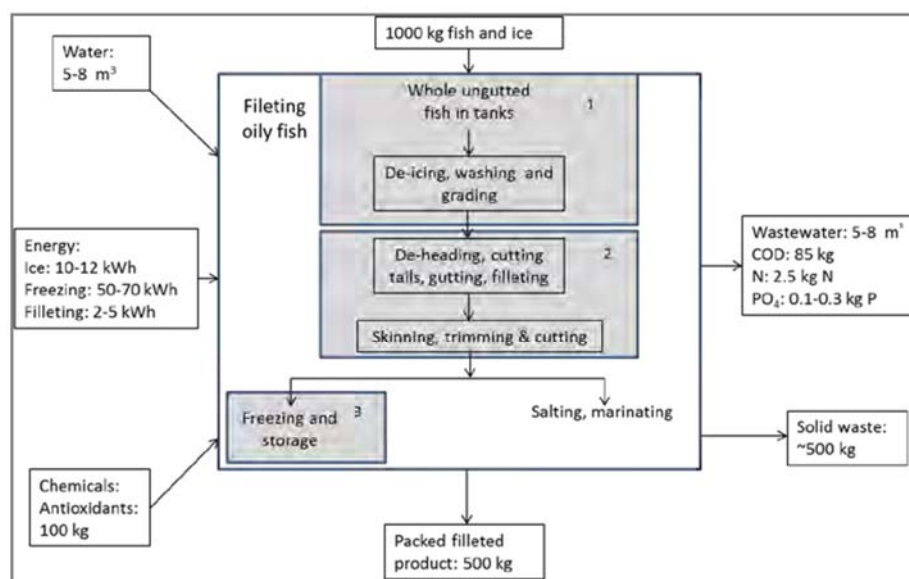 1000 kg fish and ice
Water:
5-8 m³
Fileting
oily fish
Whole ungutted
fish in tanks
1
De-icing, washing and
grading
Energy:
Ice: 10-12 kWh
Freezing: 50-70 kWh
Filleting: 2-5 kWh
De-heading, cutting
tails, gutting, filleting
2
Skinning, trimming & cutting
Wastewater: 5-8 m³
COD: 85 kg
N: 2.5 kg N
PO₄: 0.1-0.3 kg P
Freezing and
storage
3
Salting, marinating
Solid waste:
~500 kg
Chemicals:
Antioxidants:
100 kg
Packed filleted
product: 500 kg